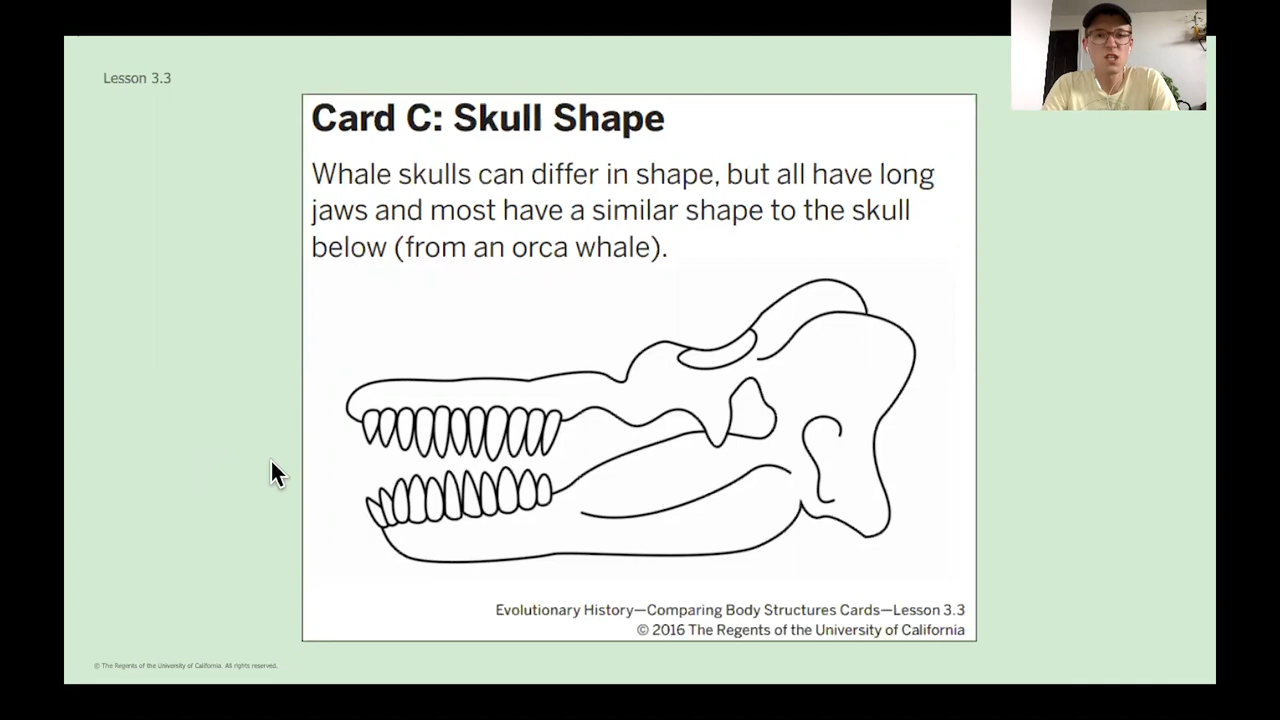 Lesson 3.3
Card C: Skull Shape
Whale skulls can differ in shape, but all have long
jaws and most have a similar shape to the skull
below (from an orca whale).
Evolutionary History—Comparing Body Structures Cards—Lesson 3.3
© 2016 The Regents of the University of California
© The Regents of the University of California. All rights reserved.